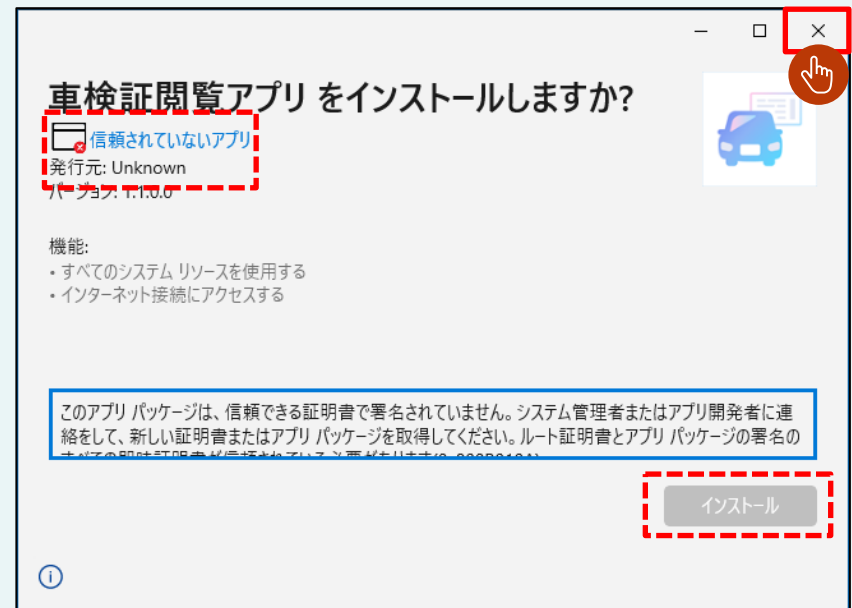 車検証閲覧アプリ をインストールしますか?
信頼されていないアプリ
発行元: Unknown
バージョン: 1.1.0.0
機能:
• すべてのシステム リソースを使用する
• インターネット接続にアクセスする
このアプリ パッケージは、信頼できる証明書で署名されていません。システム管理者またはアプリ開発者に連
絡をして、新しい証明書またはアプリ パッケージを取得してください。ルート証明書とアプリ パッケージの署名の
インストール